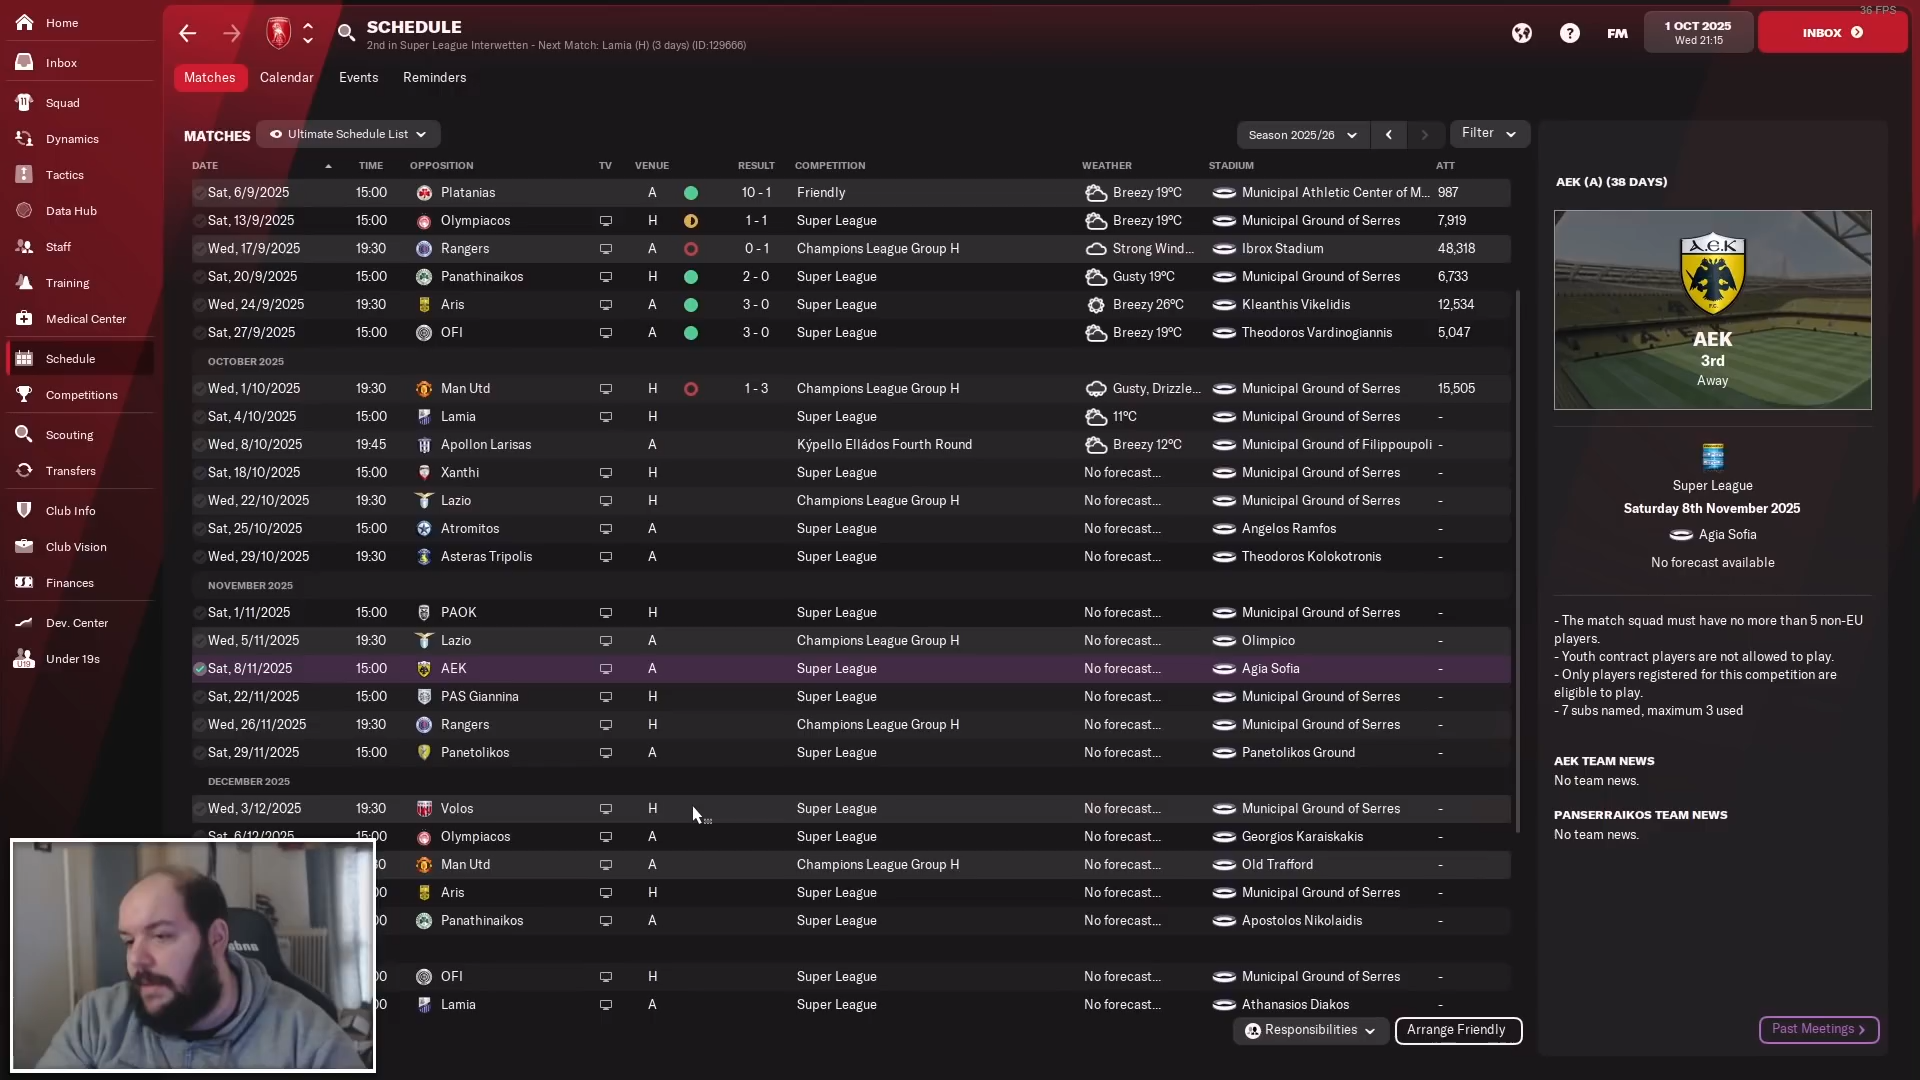 36 FPS
Home
Inbox
Squad
Dynamics
Tactics
Data Hub
Staff
Training
Medical Center
Schedule
Competitions
Scouting
Transfers
Club Info
Club Vision
Finances
Dev. Center
U19 Under 19s
SCHEDULE
2nd in Super League Interwetten - Next Match: Lamia (H) (3 days) (ID:129666)
FM
1 OCT 2025
Wed 21:15
INBOX
Matches Calendar Events Reminders
MATCHES Ultimate Schedule List Season 2025/26 Filter
DATE TIME OPPOSITION TV VENUE RESULT COMPETITION WEATHER STADIUM ATT
Sat, 6/9/2025 15:00 Platanias A 10 - 1 Friendly Breezy 19ºC Municipal Athletic Center of M... 987
Sat, 13/9/2025 15:00 Olympiacos H 1 - 1 Super League Breezy 19ºC Municipal Ground of Serres 7,919
Wed, 17/9/2025 19:30 Rangers A 0 - 1 Champions League Group H Strong Wind... Ibrox Stadium 48,318
Sat, 20/9/2025 15:00 Panathinaikos H 2 - 0 Super League Gusty 19ºC Municipal Ground of Serres 6,733
Wed, 24/9/2025 19:30 Aris A 3 - 0 Super League Breezy 26ºC Kleanthis Vikelidis 12,534
Sat, 27/9/2025 15:00 OFI A 3 - 0 Super League Breezy 19ºC Theodoros Vardinogiannis 5,047
OCTOBER 2025
Wed, 1/10/2025 19:30 Man Utd H 1 - 3 Champions League Group H Gusty, Drizzle... Municipal Ground of Serres 15,505
Sat, 4/10/2025 15:00 Lamia H Super League 11ºC Municipal Ground of Serres -
Wed, 8/10/2025 19:45 Apollon Larisas A Kýpello Elládos Fourth Round Breezy 12ºC Municipal Ground of Filippoupoli -
Sat, 18/10/2025 15:00 Xanthi H Super League No forecast... Municipal Ground of Serres -
Wed, 22/10/2025 19:30 Lazio H Champions League Group H No forecast... Municipal Ground of Serres -
Sat, 25/10/2025 15:00 Atromitos A Super League No forecast... Angelos Ramfos -
Wed, 29/10/2025 19:30 Asteras Tripolis A Super League No forecast... Theodoros Kolokotronis -
NOVEMBER 2025
Sat, 1/11/2025 15:00 PAOK H Super League No forecast... Municipal Ground of Serres -
Wed, 5/11/2025 19:30 Lazio A Champions League Group H No forecast... Olimpico -
Sat, 8/11/2025 15:00 AEK A Super League No forecast... Agia Sofia -
Sat, 22/11/2025 15:00 PAS Giannina H Super League No forecast... Municipal Ground of Serres -
Wed, 26/11/2025 19:30 Rangers H Champions League Group H No forecast... Municipal Ground of Serres -
Sat, 29/11/2025 15:00 Panetolikos A Super League No forecast... Panetolikos Ground -
DECEMBER 2025
Wed, 3/12/2025 19:30 Volos H Super League No forecast... Municipal Ground of Serres -
Sat, 6/12/2025 15:00 Olympiacos A Super League No forecast... Georgios Karaiskakis -
Man Utd A Champions League Group H No forecast... Old Trafford -
Aris H Super League No forecast... Municipal Ground of Serres -
Panathinaikos A Super League No forecast... Apostolos Nikolaidis -
OFI H Super League No forecast... Municipal Ground of Serres -
Lamia A Super League No forecast... Athanasios Diakos -
Responsibilities Arrange Friendly
AEK (A) (38 DAYS)
A.E.K
F.C.
AEK
3rd
Away
Super League
Saturday 8th November 2025
Agia Sofia
No forecast available
- The match squad must have no more than 5 non-EU
players.
- Youth contract players are not allowed to play.
- Only players registered for this competition are
eligible to play.
- 7 subs named, maximum 3 used
AEK TEAM NEWS
No team news.
PANSERRAIKOS TEAM NEWS
No team news.
Past Meetings